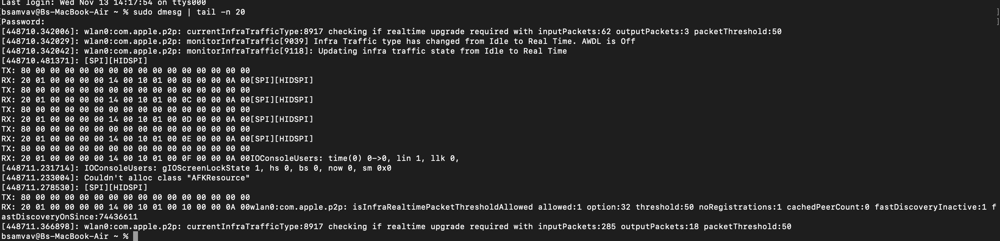 Last login: Wed Nov 13 14:17:54 on ttys000
[bsamvav@Bs-MacBook-Air ~ % sudo dmesg | tail -n 20 ]
[Password: ]
[448710.342006]: wlan0:com.apple.p2p: currentInfraTrafficType:8917 checking if realtime upgrade required with inputPackets:62 outputPackets:3 packetThreshold:50
[448710.342029]: wlan0:com.apple.p2p: monitorInfraTraffic[9039] Infra Traffic type has changed from Idle to Real Time. AWDL is Off
[448710.342042]: wlan0:com.apple.p2p: monitorInfraTraffic[9118]: Updating infra traffic state from Idle to Real Time
[448710.481371]: [SPI][HIDSPI]
TX: 80 00 00 00 00 00 00 00 00 00 00 00 00 00 00 00
RX: 20 01 00 00 00 00 14 00 10 01 00 0B 00 00 0A 00[SPI][HIDSPI]
TX: 80 00 00 00 00 00 00 00 00 00 00 00 00 00 00 00
RX: 20 01 00 00 00 00 14 00 10 01 00 0C 00 00 0A 00[SPI][HIDSPI]
TX: 80 00 00 00 00 00 00 00 00 00 00 00 00 00 00 00
RX: 20 01 00 00 00 00 14 00 10 01 00 0D 00 00 0A 00[SPI][HIDSPI]
TX: 80 00 00 00 00 00 00 00 00 00 00 00 00 00 00 00
RX: 20 01 00 00 00 00 14 00 10 01 00 0E 00 00 0A 00[SPI][HIDSPI]
TX: 80 00 00 00 00 00 00 00 00 00 00 00 00 00 00 00
RX: 20 01 00 00 00 00 14 00 10 01 00 0F 00 00 0A 00IOConsoleUsers: time(0) 0->0, lin 1, llk 0,
[448711.231714]: IOConsoleUsers: gIOScreenLockState 1, hs 0, bs 0, now 0, sm 0x0
[448711.233004]: Couldn't alloc class "AFKResource"
[448711.278530]: [SPI][HIDSPI]
TX: 80 00 00 00 00 00 00 00 00 00 00 00 00 00 00 00
RX: 20 01 00 00 00 00 14 00 10 01 00 10 00 00 0A 00wlan0:com.apple.p2p: isInfraRealtimePacketThresholdAllowed allowed:1 option:32 threshold:50 noRegistrations:1 cachedPeerCount:0 fastDiscoveryInactive:1 f
astDiscoveryOnSince:74436611
[448711.366898]: wlan0:com.apple.p2p: currentInfraTrafficType:8917 checking if realtime upgrade required with inputPackets:285 outputPackets:18 packetThreshold:50
bsamvav@Bs-MacBook-Air ~ %